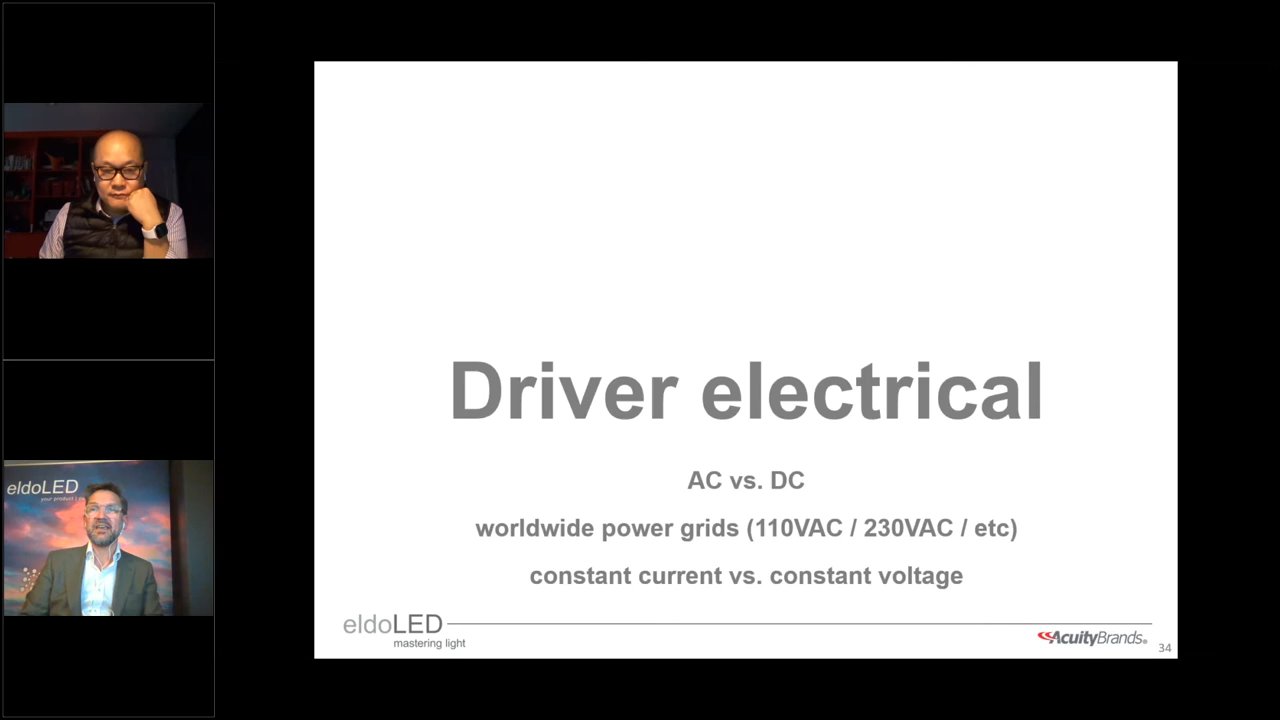 eldoLED
Driver electrical
AC vs. DC
worldwide power grids (110VAC / 230VAC / etc)
constant current vs. constant voltage
eldoLED
mastering light
AcuityBrands®
34